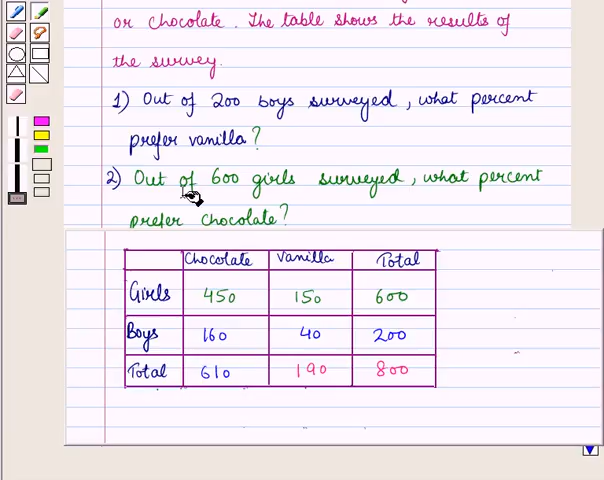 or chocolate. The table shows the results of
the survey.
1) Out of 200 boys surveyed, what percent
prefer vanilla?
2) Out of 600 girls surveyed, what percent
prefer chocolate?
Chocolate Vanilla Total
Girls 450 150 600
Boys 160 40 200
Total 610 190 800